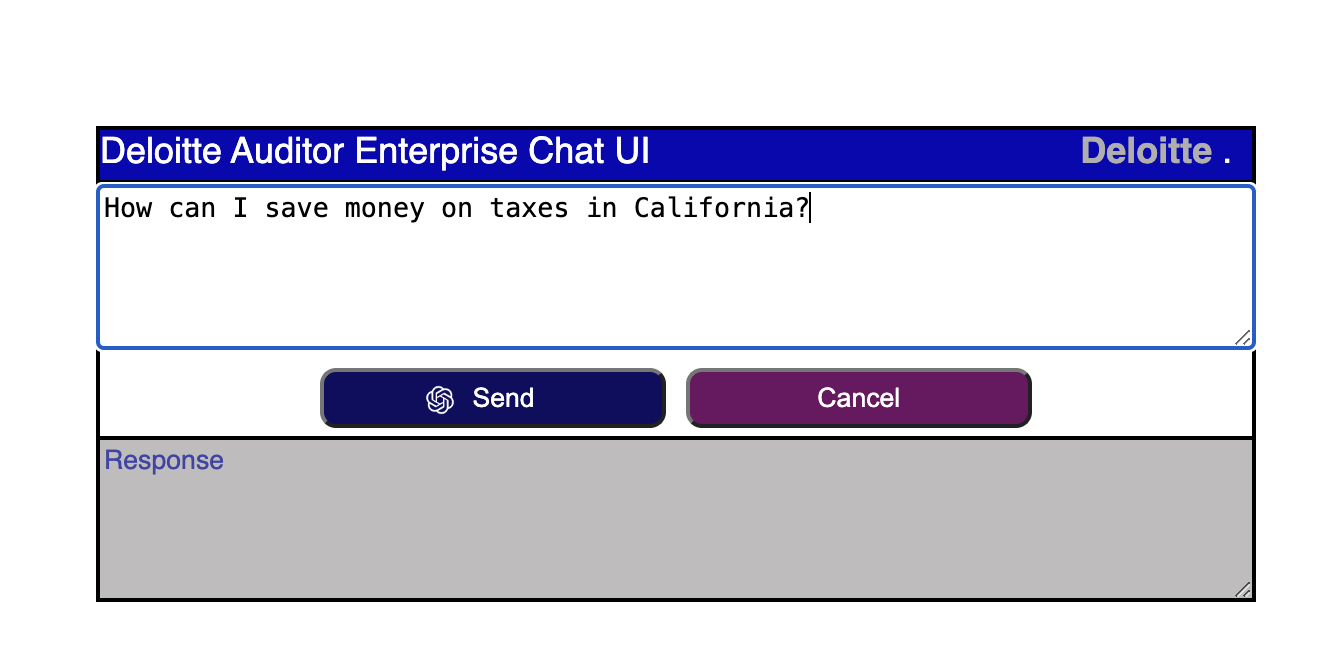 Deloitte Auditor Enterprise Chat UI Deloitte .
How can I save money on taxes in California?
Send Cancel
Response